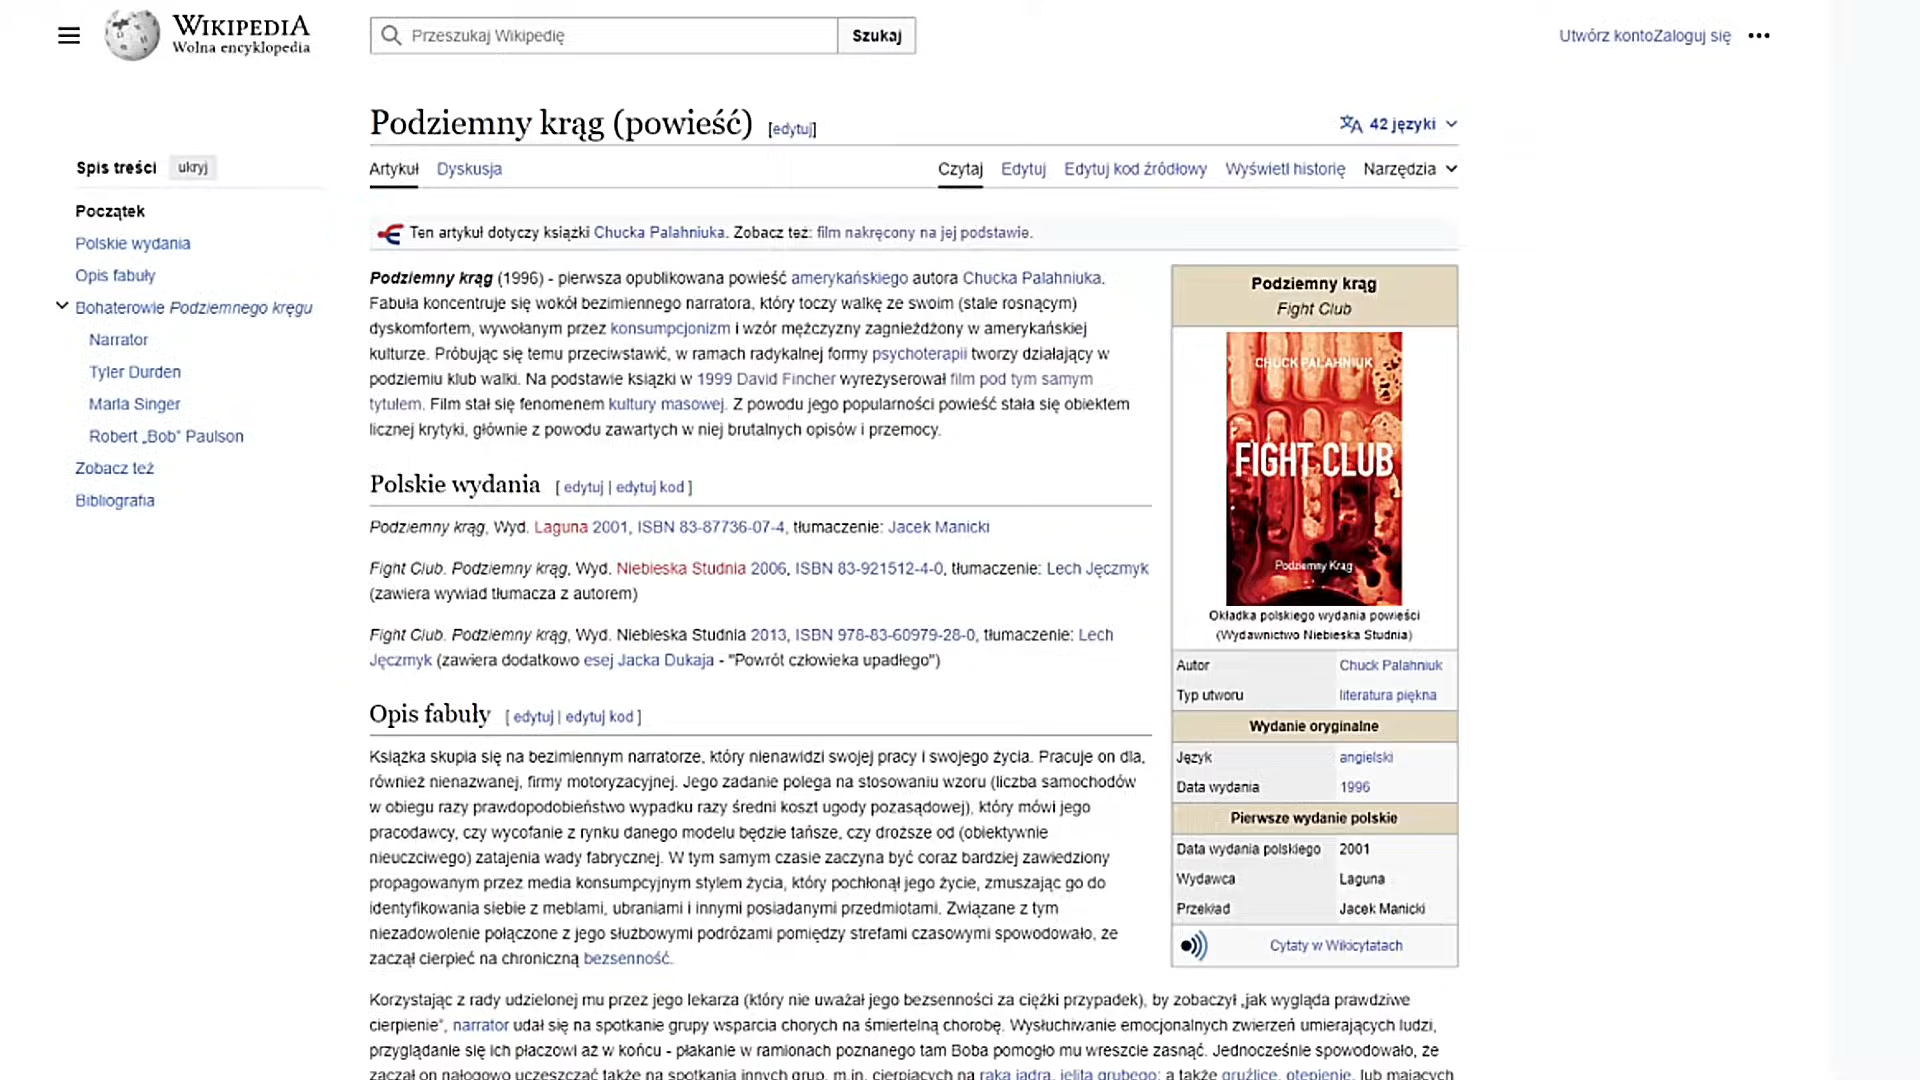 WIKIPEDIA
Wolna encyklopedia
Przeszukaj Wikipedię
Szukaj
Utwórz konto
Zaloguj się
Podziemny krąg (powieść) [edytuj]
42 języki
Artykuł Dyskusja
Czytaj Edytuj Edytuj kod źródłowy Wyświetl historię Narzędzia
Spis treści ukryj
Początek
Polskie wydania
Opis fabuły
Bohaterowie Podziemnego kręgu
Narrator
Tyler Durden
Marla Singer
Robert „Bob” Paulson
Zobacz też
Bibliografia
Ten artykuł dotyczy książki Chucka Palahniuka. Zobacz też: film nakręcony na jej podstawie.
Podziemny krąg (1996) - pierwsza opublikowana powieść amerykańskiego autora Chucka Palahniuka.
Fabuła koncentruje się wokół bezimiennego narratora, który toczy walkę ze swoim (stale rosnącym)
dyskomfortem, wywołanym przez konsumpcjonizm i wzór mężczyzny zagnieżdżony w amerykańskiej
kulturze. Próbując się temu przeciwstawić, w ramach radykalnej formy psychoterapii tworzy działający w
podziemiu klub walki. Na podstawie książki w 1999 David Fincher wyreżyserował film pod tym samym
tytułem. Film stał się fenomenem kultury masowej. Z powodu jego popularności powieść stała się obiektem
licznej krytyki, głównie z powodu zawartych w niej brutalnych opisów i przemocy.
Polskie wydania [ edytuj | edytuj kod ]
Podziemny krąg, Wyd. Laguna 2001, ISBN 83-87736-07-4, tłumaczenie: Jacek Manicki
Fight Club. Podziemny krąg, Wyd. Niebieska Studnia 2006, ISBN 83-921512-4-0, tłumaczenie: Lech Jęczmyk
(zawiera wywiad tłumacza z autorem)
Fight Club. Podziemny krąg, Wyd. Niebieska Studnia 2013, ISBN 978-83-60979-28-0, tłumaczenie: Lech
Jęczmyk (zawiera dodatkowo esej Jacka Dukaja - "Powrót człowieka upadłego")
Opis fabuły [ edytuj | edytuj kod ]
Książka skupia się na bezimiennym narratorze, który nienawidzi swojej pracy i swojego życia. Pracuje on dla,
również nienazwanej, firmy motoryzacyjnej. Jego zadanie polega na stosowaniu wzoru (liczba samochodów
w obiegu razy prawdopodobieństwo wypadku razy średni koszt ugody pozasądowej), który mówi jego
pracodawcy, czy wycofanie z rynku danego modelu będzie tańsze, czy droższe od (obiektywnie
nieuczciwego) zatajenia wady fabrycznej. W tym samym czasie zaczyna być coraz bardziej zawiedziony
propagowanym przez media konsumpcyjnym stylem życia, który pochłonął jego życie, zmuszając go do
identyfikowania siebie z meblami, ubraniami i innymi posiadanymi przedmiotami. Związane z tym
niezadowolenie połączone z jego służbowymi podróżami pomiędzy strefami czasowymi spowodowało, że
zaczął cierpieć na chroniczną bezsenność.
Korzystając z rady udzielonej mu przez jego lekarza (który nie uważał jego bezsenności za ciężki przypadek), by zobaczył „jak wygląda prawdziwe
cierpienie”, narrator udał się na spotkanie grupy wsparcia chorych na śmiertelną chorobę. Wysłuchiwanie emocjonalnych zwierzeń umierających ludzi,
przyglądanie się ich płaczowi aż w końcu - płakanie w ramionach poznanego tam Boba pomogło mu wreszcie zasnąć. Jednocześnie spowodowało, że
zaczął on nałogowo uczęszczać także na spotkania innych grup, m.in. cierpiących na raka jądra, jelita grubego; a także gruźlicę, otępienie, lub mających
Podziemny krąg
Fight Club
CHUCK PALAHNIUK
FIGHT CLUB
Podziemny Krąg
Okładka polskiego wydania powieści
(Wydawnictwo Niebieska Studnia)
Autor Chuck Palahniuk
Typ utworu literatura piękna
Wydanie oryginalne
Język angielski
Data wydania 1996
Pierwsze wydanie polskie
Data wydania polskiego 2001
Wydawca Laguna
Przekład Jacek Manicki
Cytaty w Wikicytatach